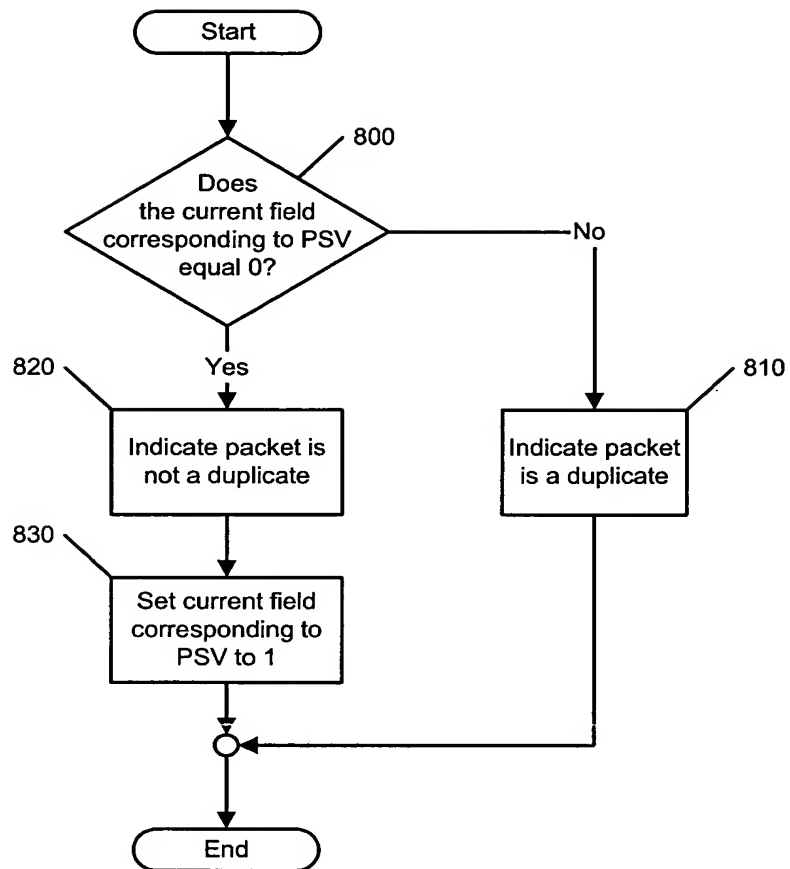 Start
800
Does
the current field
corresponding to PSV
equal 0?
No
Yes
820
810
Indicate packet is
not a duplicate
Indicate packet
is a duplicate
830
Set current field
corresponding to
PSV to 1
End